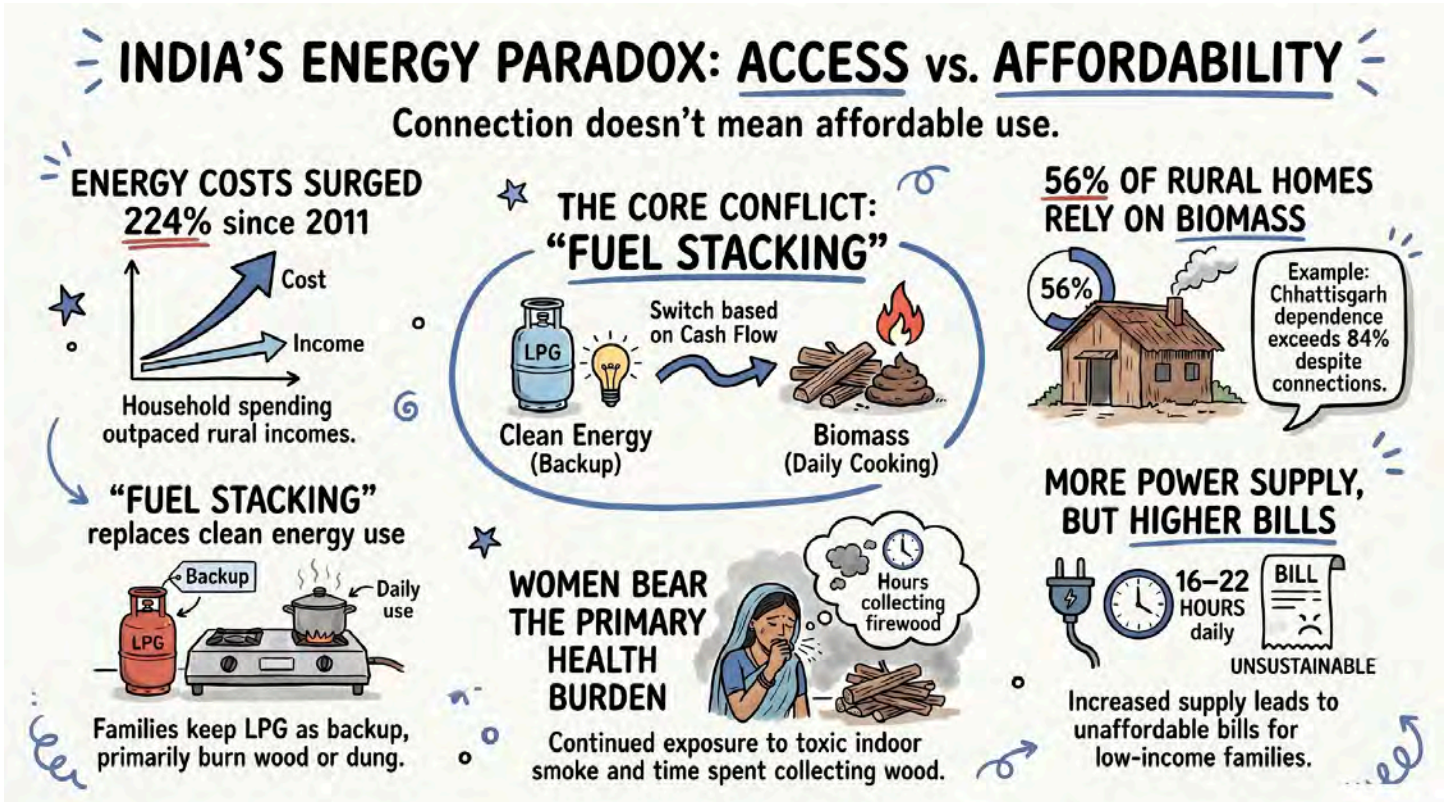 INDIA'S ENERGY PARADOX: ACCESS vs. AFFORDABILITY
Connection doesn't mean affordable use.
ENERGY COSTS SURGED
224% since 2011
Cost
Income
Household spending
outpaced rural incomes.
"FUEL STACKING"
replaces clean energy use
Backup
LPG
Daily
use
Families keep LPG as backup,
primarily burn wood or dung.
THE CORE CONFLICT:
"FUEL STACKING"
LPG
Switch based
on Cash Flow
Clean Energy
(Backup)
Biomass
(Daily Cooking)
WOMEN BEAR
THE PRIMARY
HEALTH
BURDEN
Hours
collecting
firewood
Continued exposure to toxic indoor
smoke and time spent collecting wood.
56% OF RURAL HOMES
RELY ON BIOMASS
56%
Example:
Chhattisgarh
dependence
exceeds 84%
despite
connections.
MORE POWER SUPPLY,
BUT HIGHER BILLS
16–22
HOURS
daily
BILL
UNSUSTAINABLE
Increased supply leads to
unaffordable bills for
low-income families.